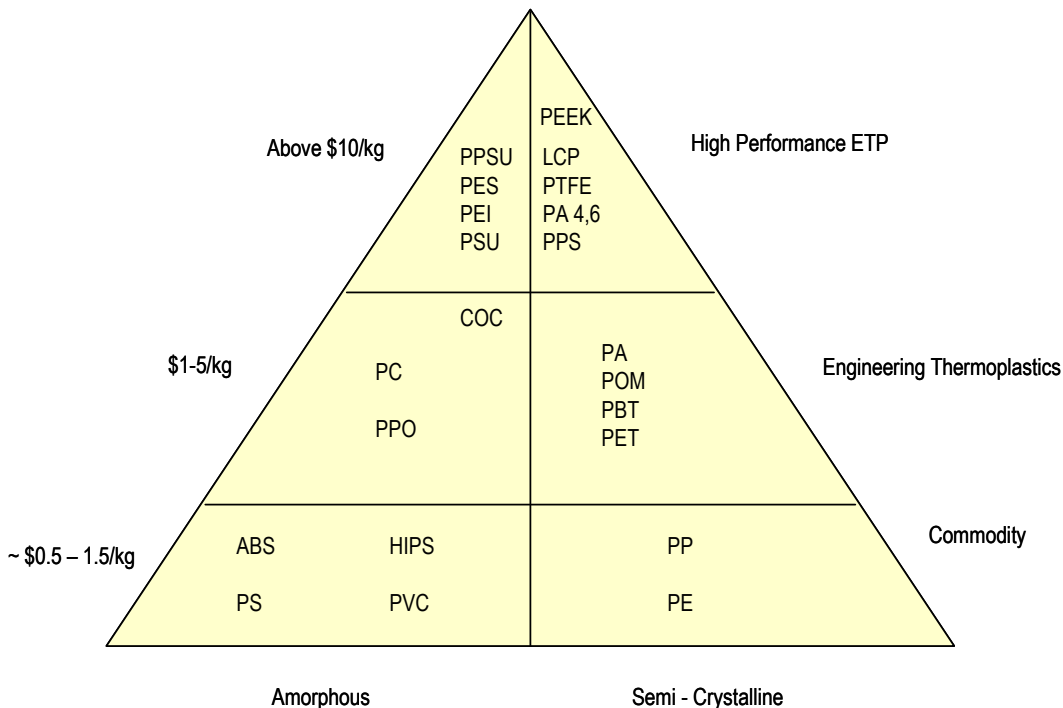 PEEK
Above $10/kg
High Performance ETP
PPSU LCP
PES PTFE
PEI PA 4,6
PSU PPS
COC
$1-5/kg
PC
PPO
PA
POM
PBT
PET
Engineering Thermoplastics
~ $0.5 – 1.5/kg
ABS HIPS PP
PS PVC PE
Commodity
Amorphous Semi - Crystalline